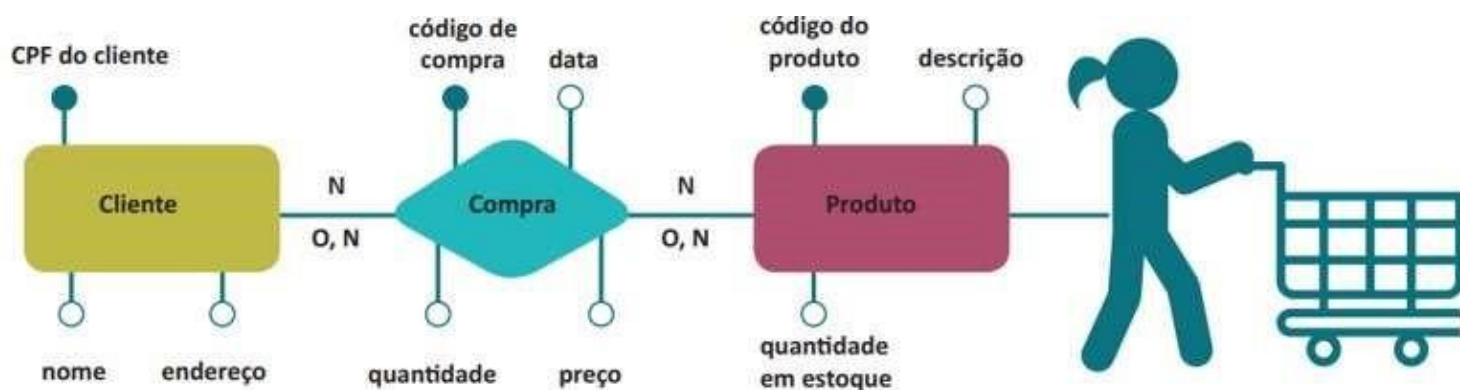 CPF do cliente
código de
compra
data
código do
produto
descrição
Cliente
N
O, N
Compra
N
O, N
Produto
nome
endereço
quantidade
preço
quantidade
em estoque